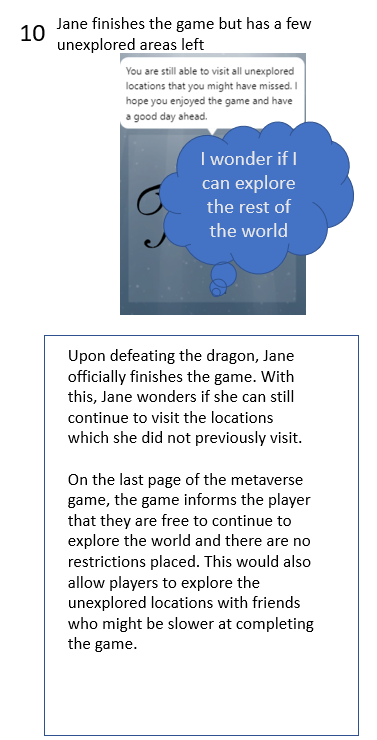 10
Jane finishes the game but has a few
unexplored areas left
You are still able to visit all unexplored
locations that you might have missed. I
hope you enjoyed the game and have
a good day ahead.
I wonder if I
can explore
the rest of
the world
Upon defeating the dragon, Jane
officially finishes the game. With
this, Jane wonders if she can still
continue to visit the locations
which she did not previously visit.
On the last page of the metaverse
game, the game informs the player
that they are free to continue to
explore the world and there are no
restrictions placed. This would also
allow players to explore the
unexplored locations with friends
who might be slower at completing
the game.